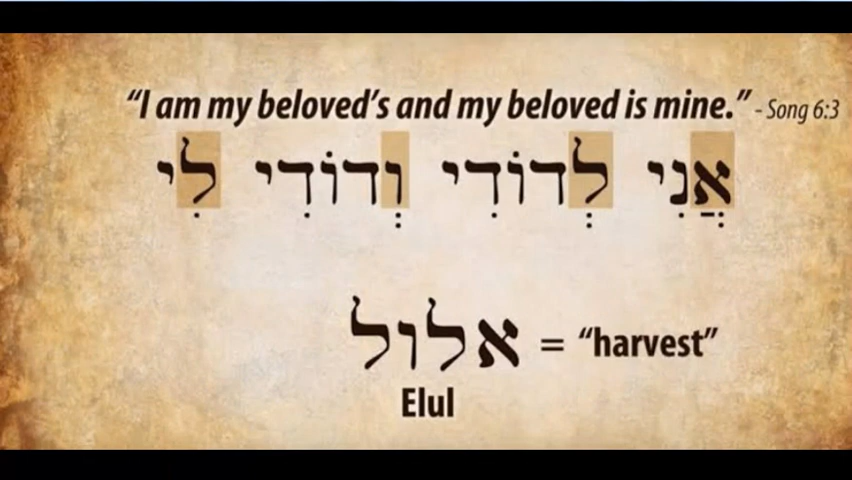 “I am my beloved’s and my beloved is mine.” - Song 6:3
אֲנִי לְדוֹדִי וְדוֹדִי לִי
אלול = “harvest”
Elul